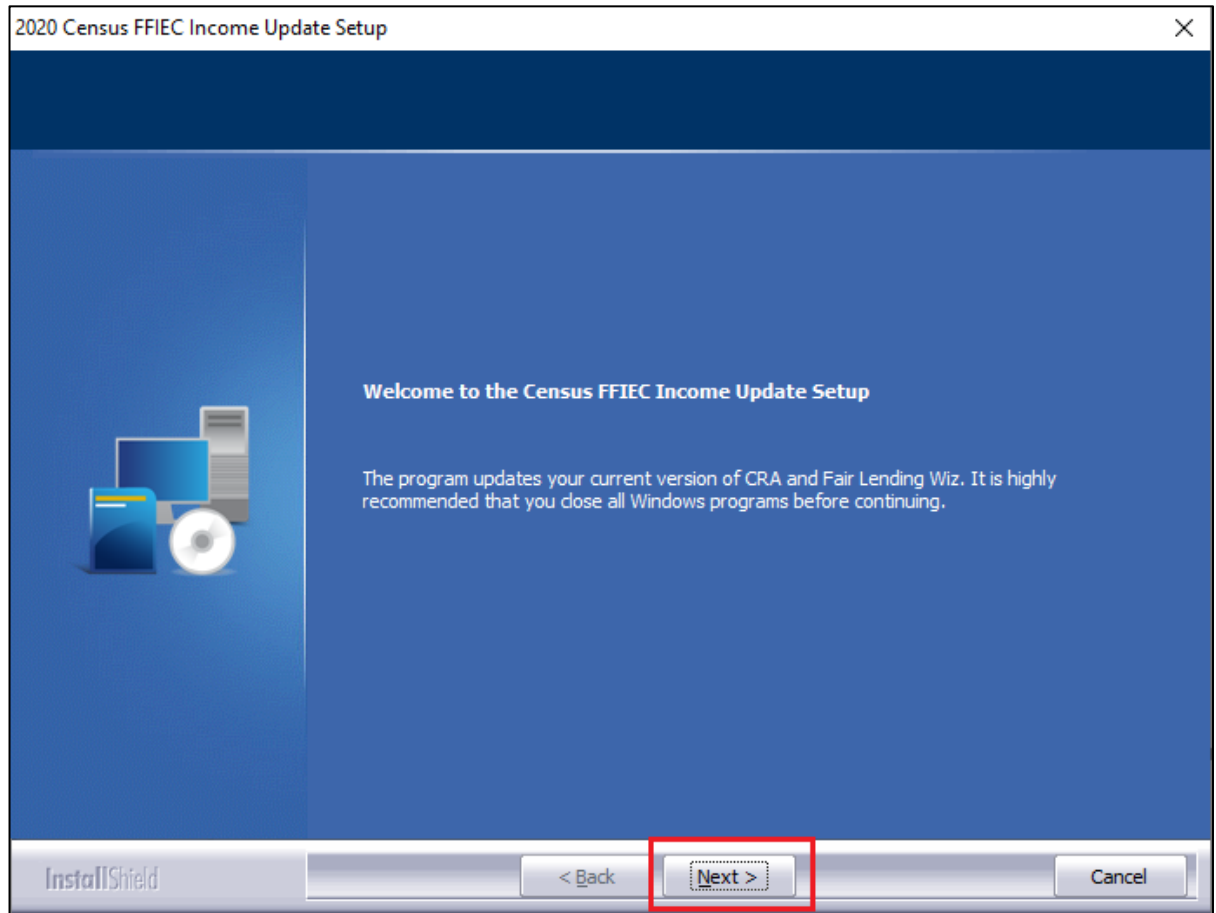 2020 Census FFIEC Income Update Setup
Welcome to the Census FFIEC Income Update Setup
The program updates your current version of CRA and Fair Lending Wiz. It is highly
recommended that you close all Windows programs before continuing.
InstallShield
< Back
Next >
Cancel